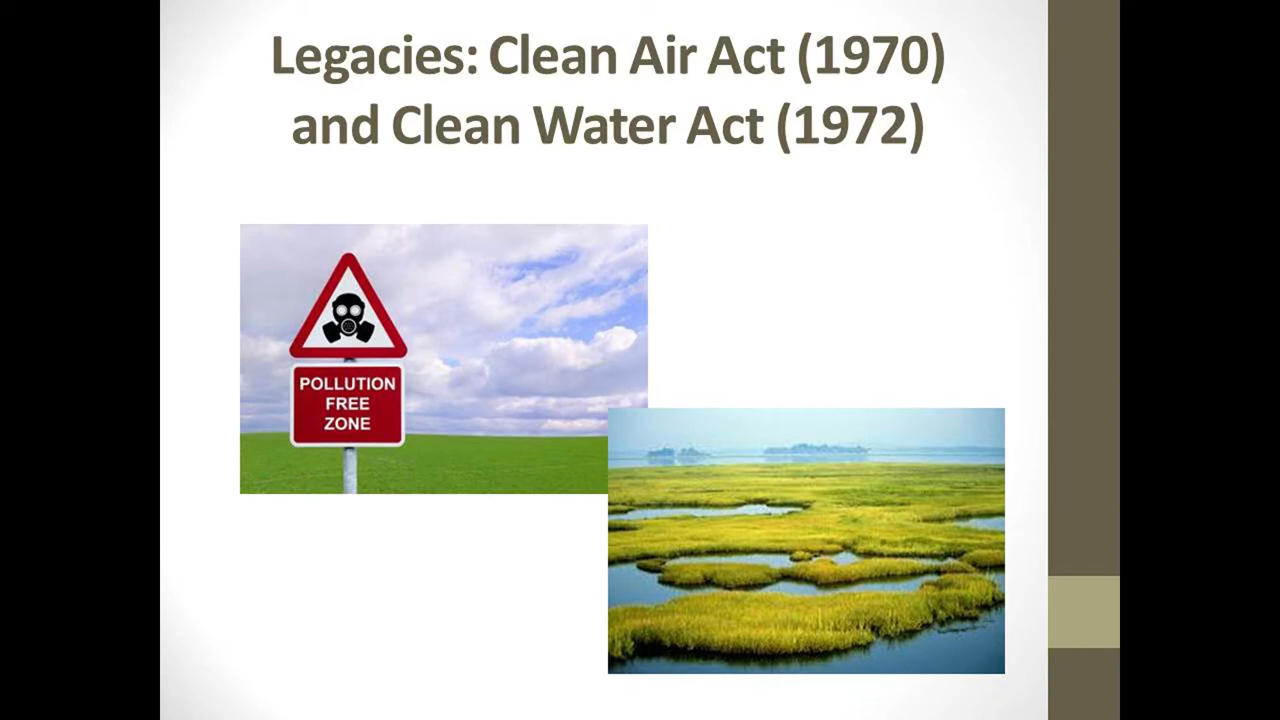 Legacies: Clean Air Act (1970)
and Clean Water Act (1972)
POLLUTION
FREE
ZONE